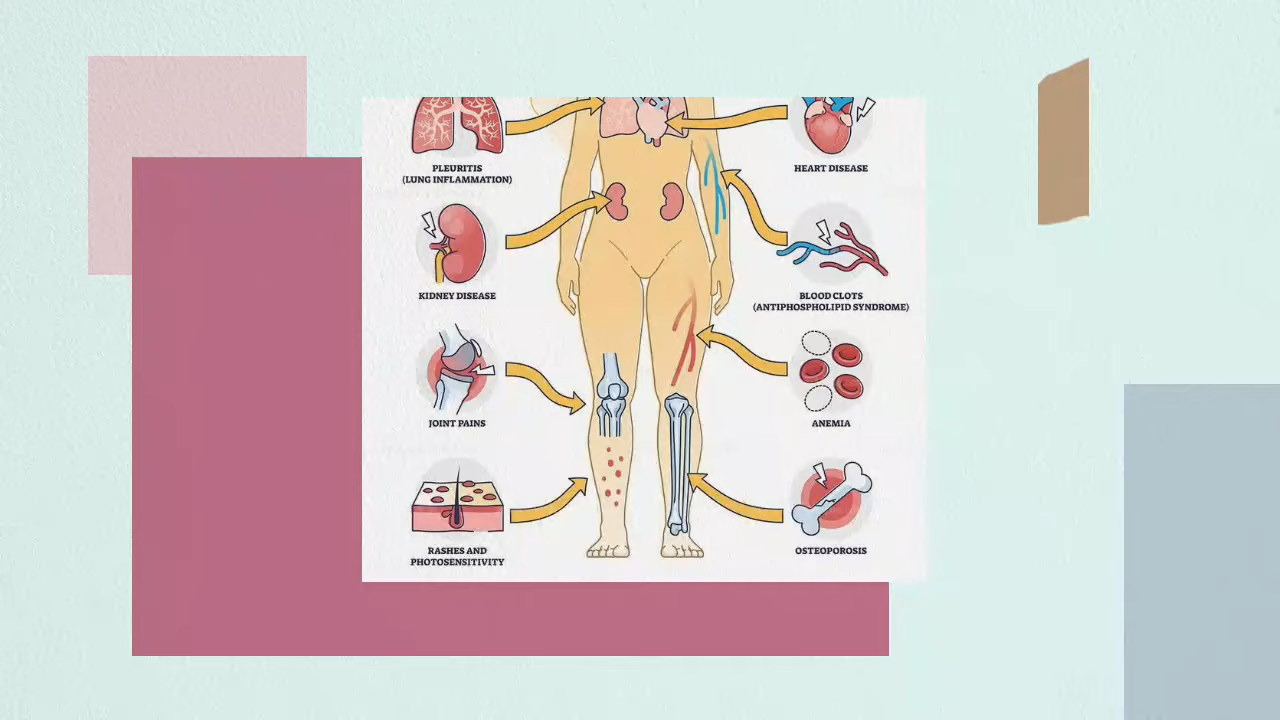 PLEURITIS
(LUNG INFLAMMATION)
HEART DISEASE
KIDNEY DISEASE
BLOOD CLOTS
(ANTIPHOSPHOLIPID SYNDROME)
JOINT PAINS
ANEMIA
RASHES AND
PHOTOSENSITIVITY
OSTEOPOROSIS